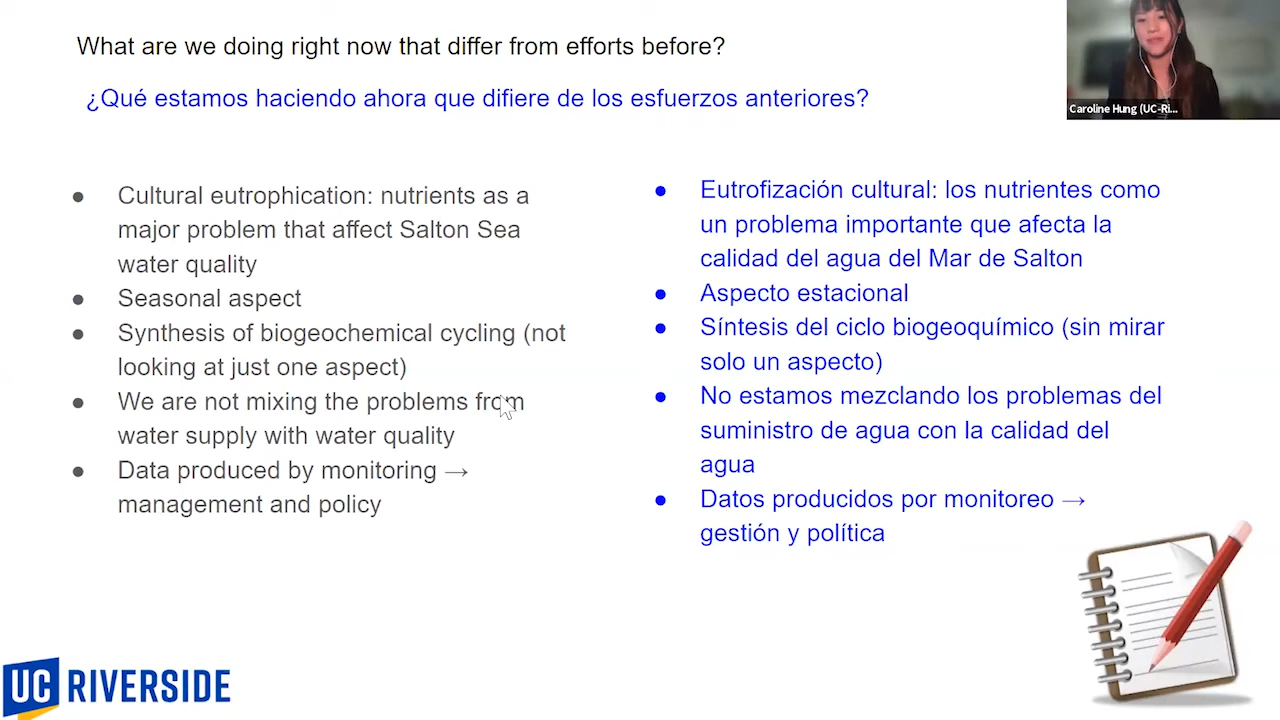 What are we doing right now that differ from efforts before?
¿Qué estamos haciendo ahora que difiere de los esfuerzos anteriores?
Caroline Hung (UC-Ri...
● Cultural eutrophication: nutrients as a
major problem that affect Salton Sea
water quality
● Seasonal aspect
● Synthesis of biogeochemical cycling (not
looking at just one aspect)
● We are not mixing the problems from
water supply with water quality
● Data produced by monitoring →
management and policy
● Eutrofización cultural: los nutrientes como
un problema importante que afecta la
calidad del agua del Mar de Salton
● Aspecto estacional
● Síntesis del ciclo biogeoquímico (sin mirar
solo un aspecto)
● No estamos mezclando los problemas del
suministro de agua con la calidad del
agua
● Datos producidos por monitoreo →
gestión y política
UC RIVERSIDE